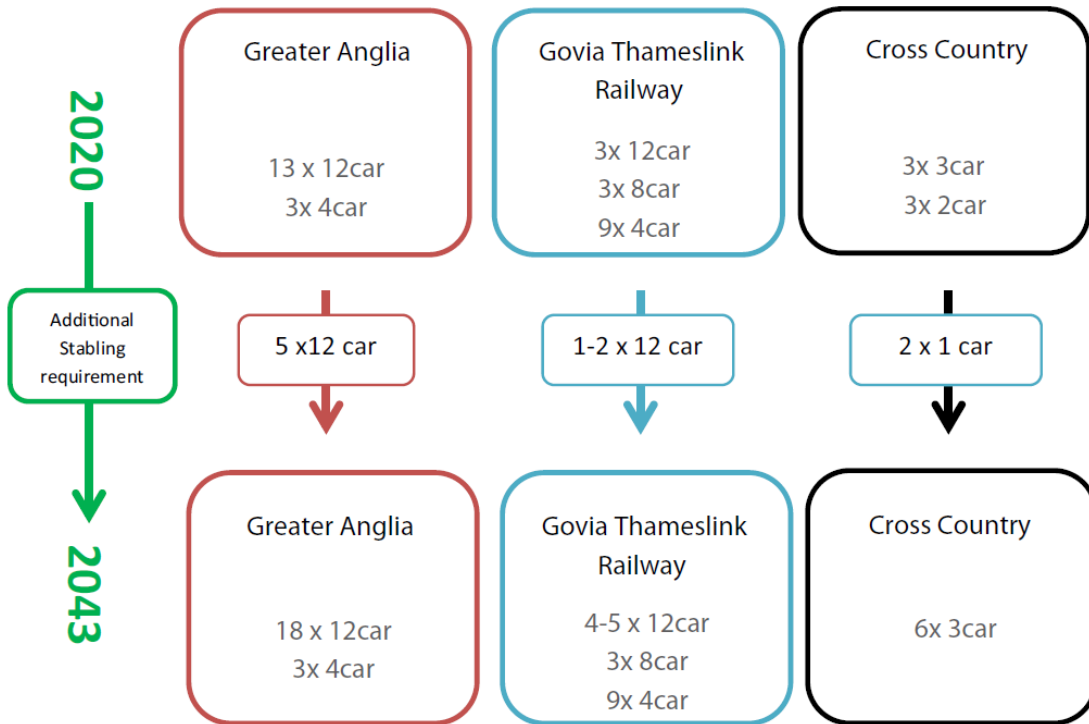 2020
Greater Anglia
13 x 12car
3x 4car
Govia Thameslink
Railway
3x 12car
3x 8car
9x 4car
Cross Country
3x 3car
3x 2car
Additional
Stabling
requirement
5 x12 car
1-2 x 12 car
2 x 1 car
2043
Greater Anglia
18 x 12car
3x 4car
Govia Thameslink
Railway
4-5 x 12car
3x 8car
9x 4car
Cross Country
6x 3car